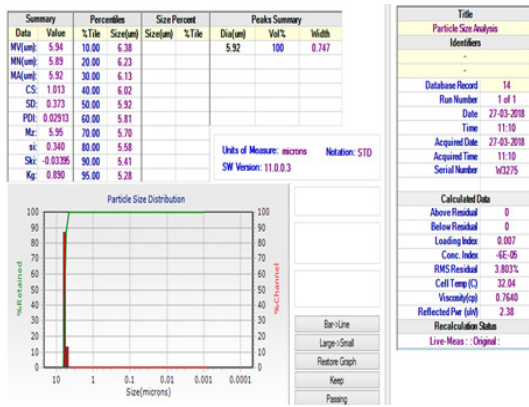 Summary Percentiles Size Percent Peaks Summary
Data Value %Tile Size(um) Size(um) %Tile Dia(um) Vol% Width
MV(um): 5.94 10.00 6.38 5.92 100 0.747
MN(um): 5.89 20.00 6.23
MA(um): 5.92 30.00 6.13
CS: 1.013 40.00 6.02
SD: 0.373 50.00 5.92
PDI: 0.02913 60.00 5.81
Mz: 5.95 70.00 5.70
si: 0.340 80.00 5.58
Ski: -0.03395 90.00 5.41
Kg: 0.890 95.00 5.28
Units of Measure: microns Notation: STD
SW Version: 11.0.0.3
Particle Size Distribution
100 100
90 90
80 80
70 70
60 60
50 50
40 40
30 30
20 20
10 10
0 0
%Retained
%Channel
10 1 0.1 0.01 0.001 0.0001
Size(microns)
Bar->Line
Large->Small
Restore Graph
Keep
Passing
Title
Particle Size Analysis
Identifiers
-
-
Database Record 14
Run Number 1 of 1
Date 27-03-2018
Time 11:10
Acquired Date 27-03-2018
Acquired Time 11:10
Serial Number W3275
Calculated Data
Above Residual 0
Below Residual 0
Loading Index 0.007
Conc. Index -6E-05
RMS Residual 3.803%
Cell Temp (C) 32.04
Viscosity(cp) 0.7640
Reflected Pwr (uW) 2.38
Recalculation Status
Live-Meas : :Original :